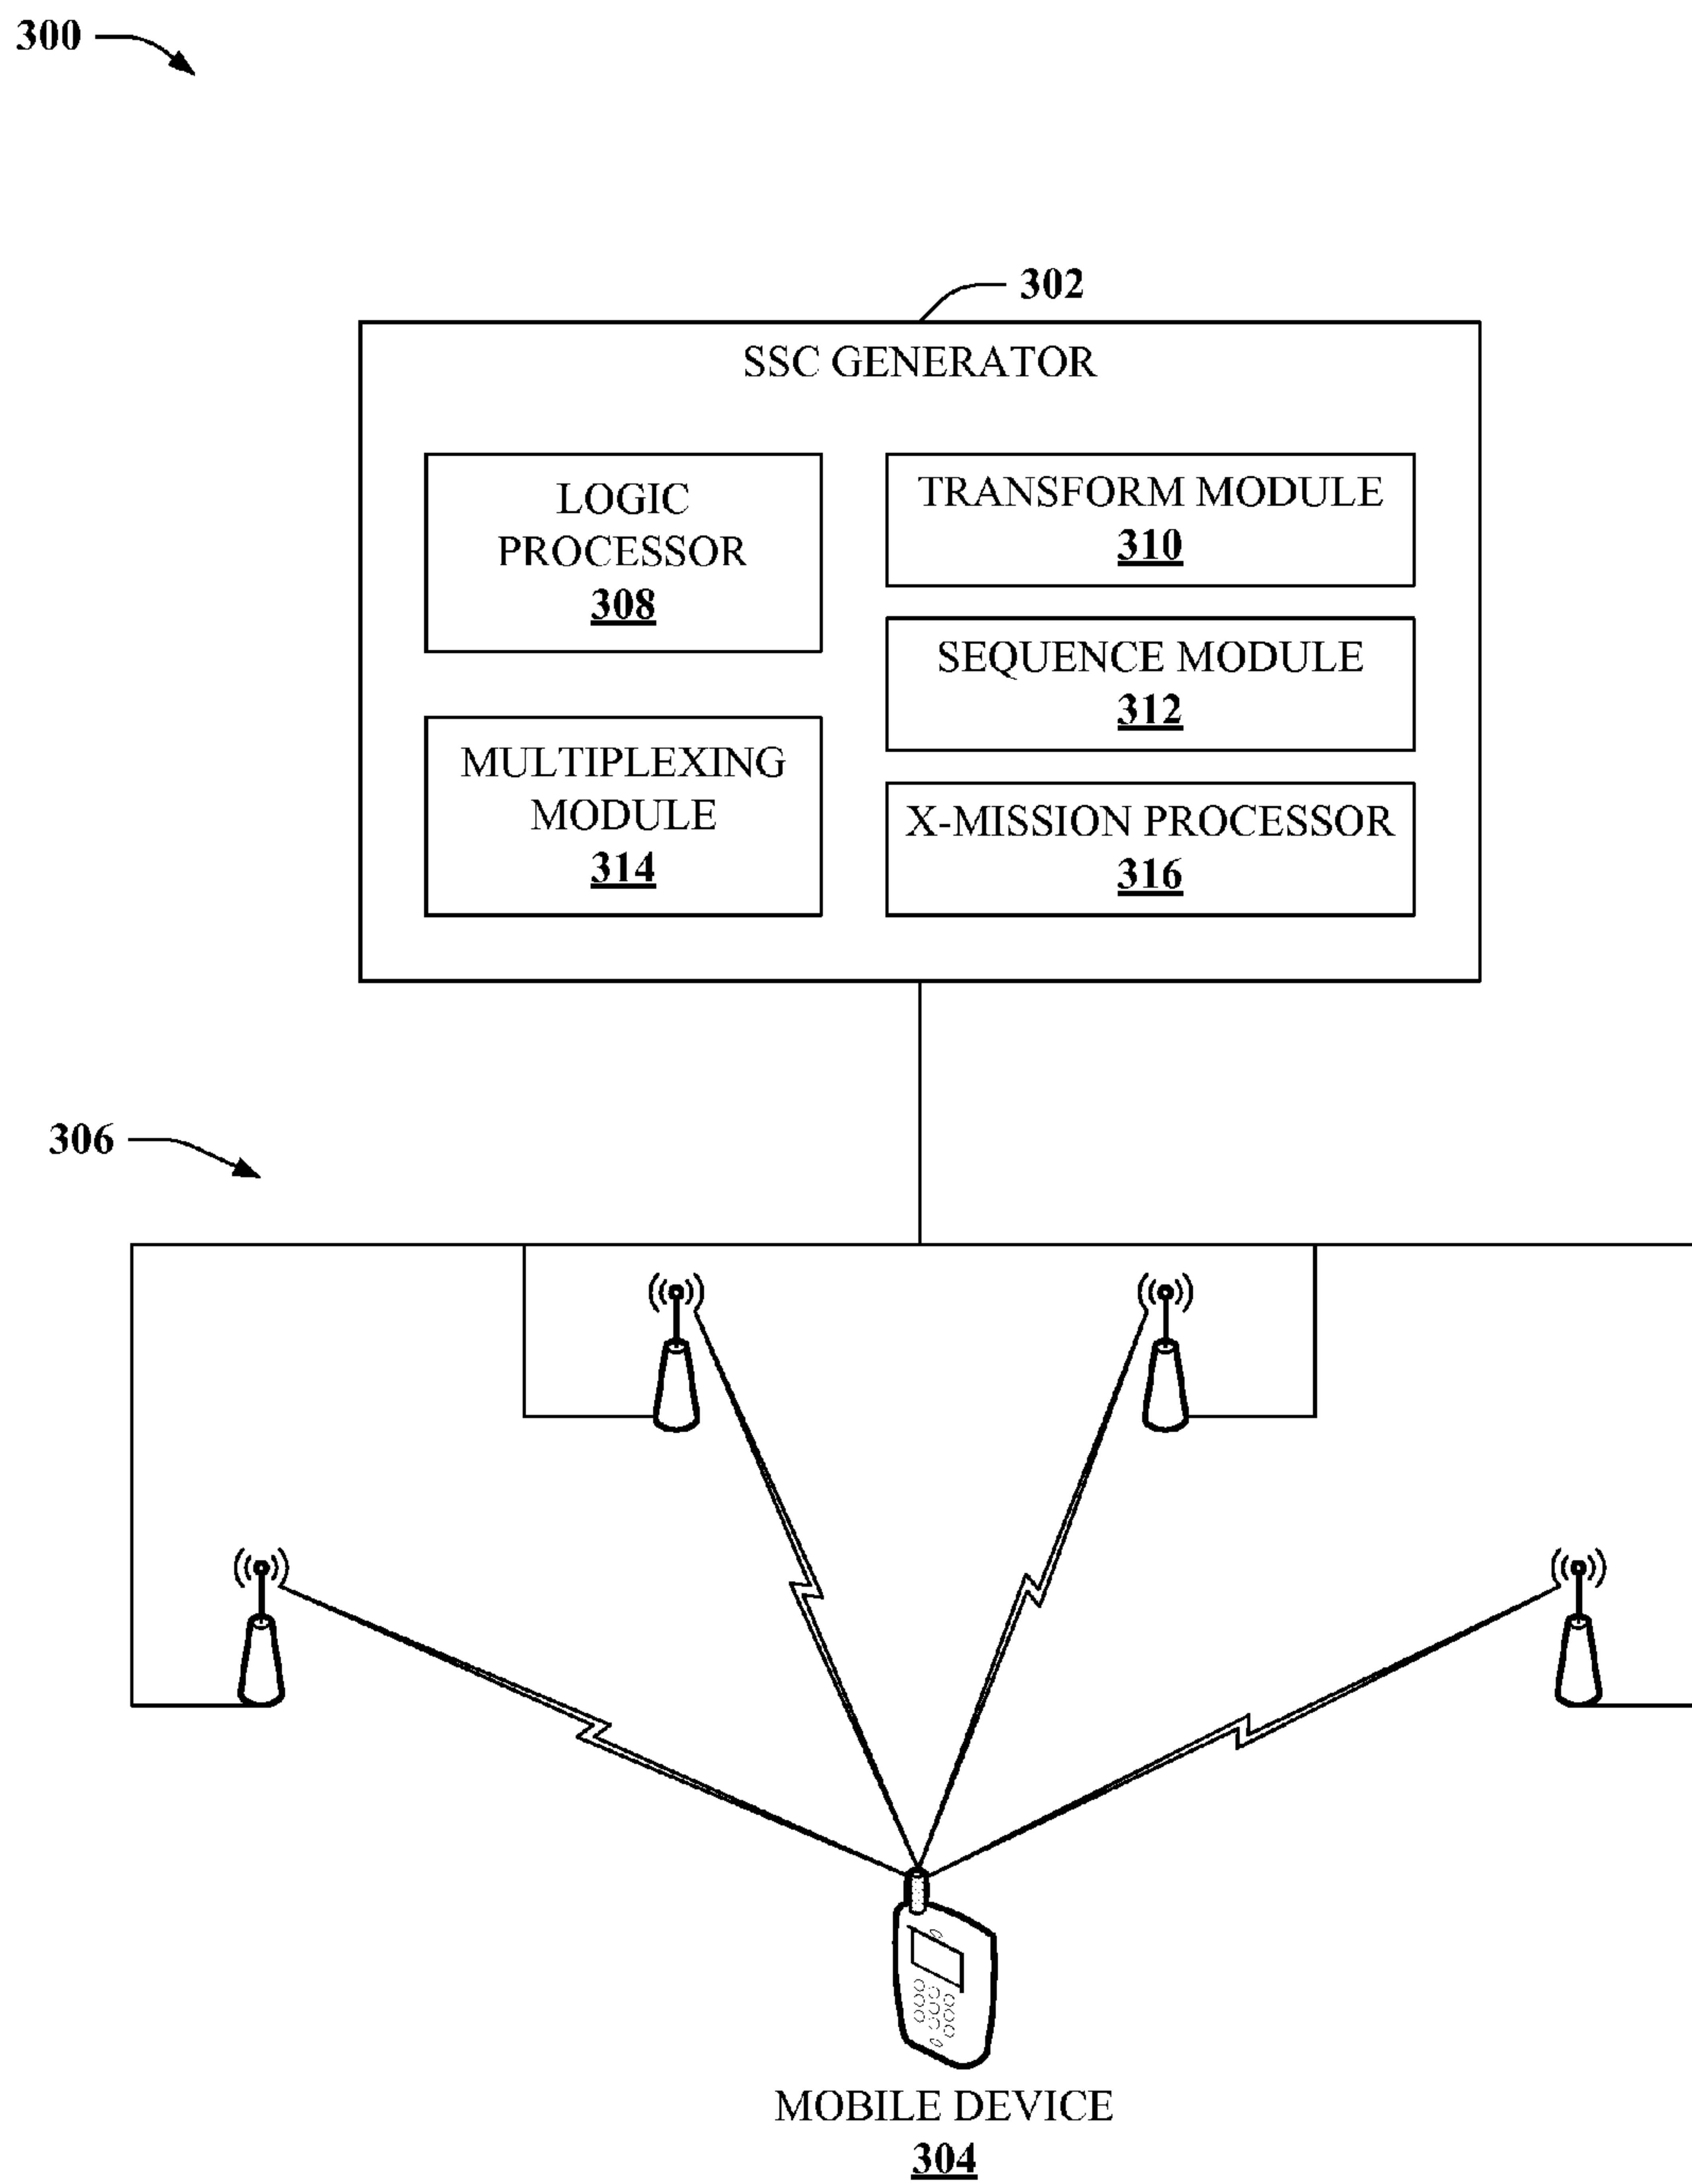 300
302
SSC GENERATOR
LOGIC
PROCESSOR
308
TRANSFORM MODULE
310
SEQUENCE MODULE
312
MULTIPLEXING
MODULE
314
X-MISSION PROCESSOR
316
306
MOBILE DEVICE
304